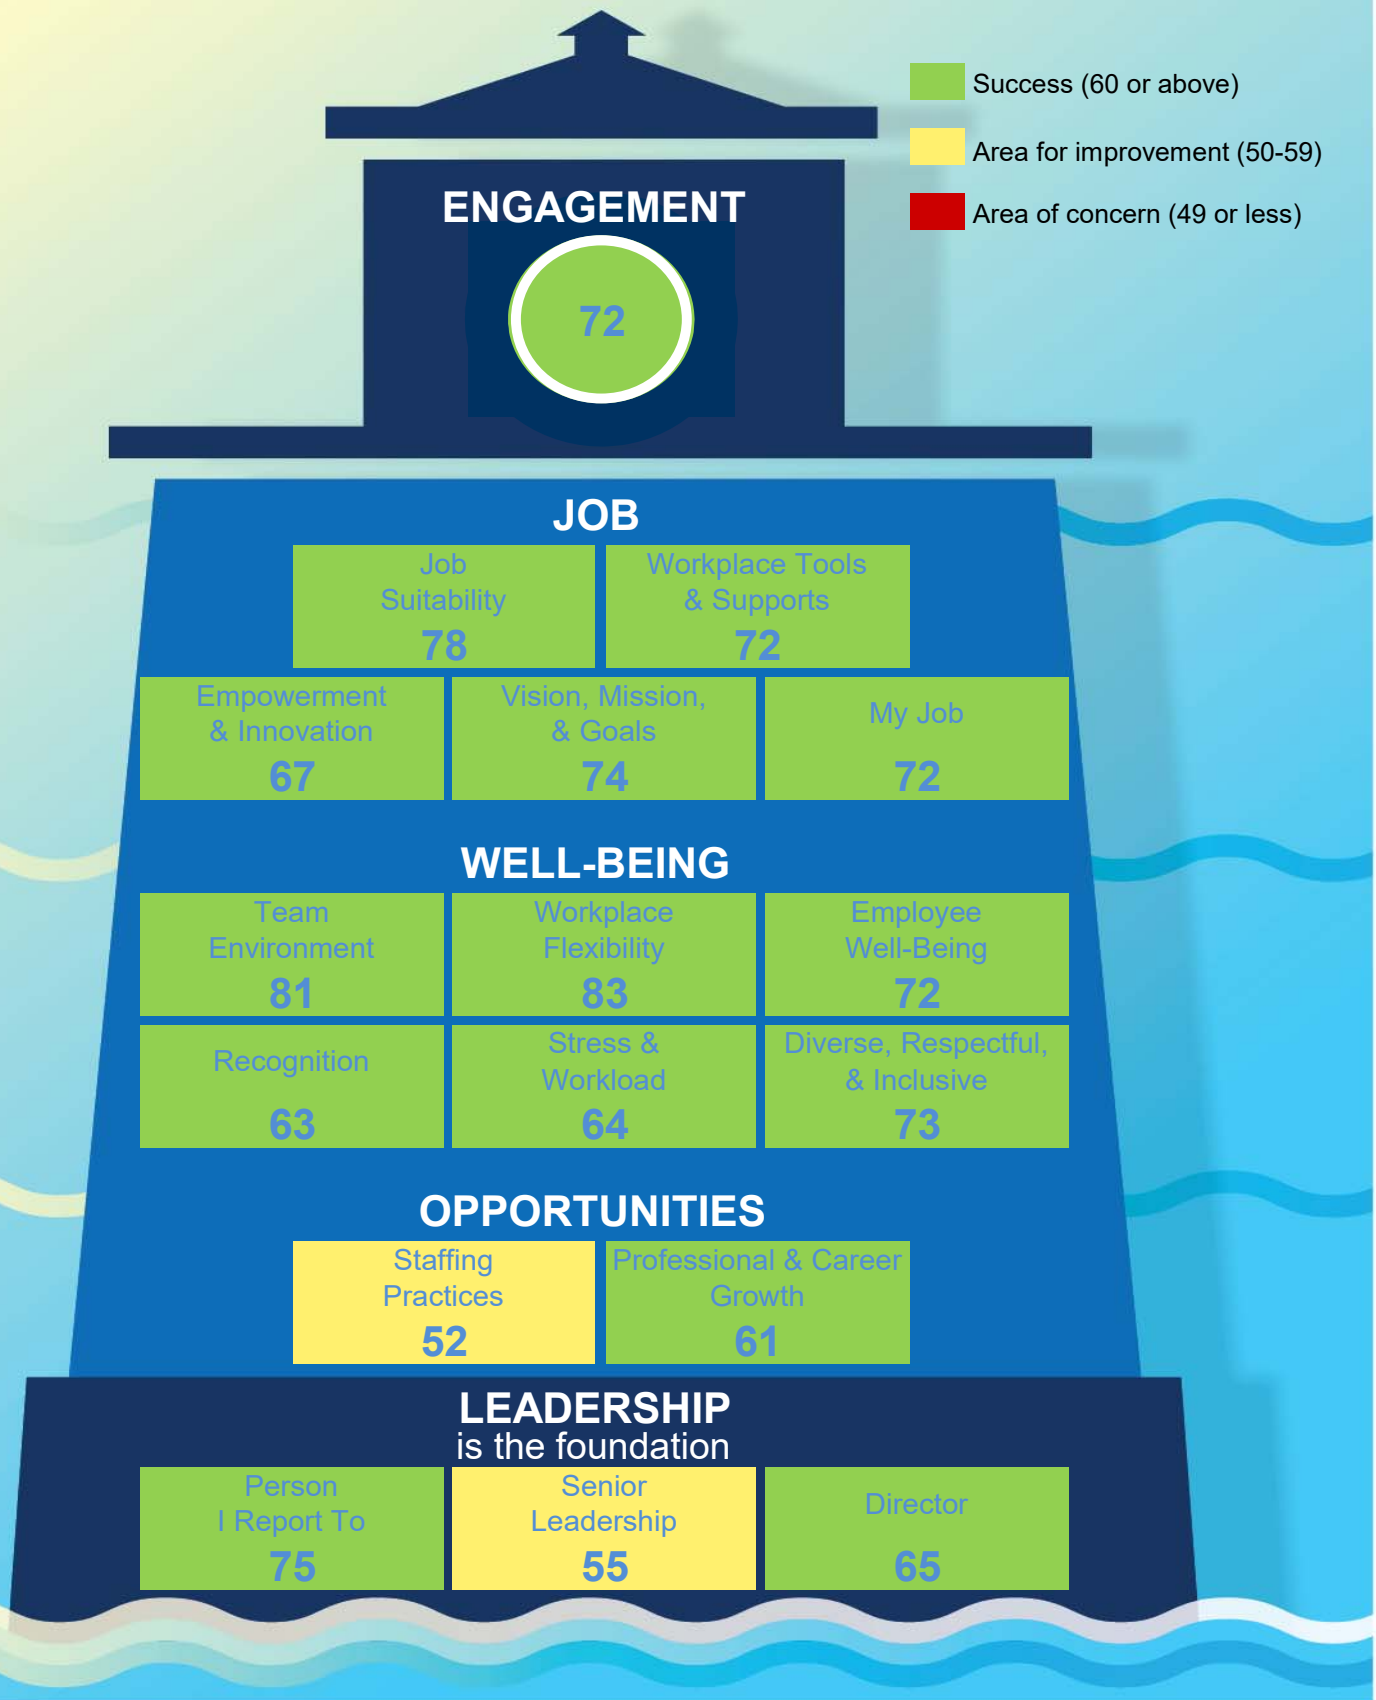 Success (60 or above)
Area for improvement (50-59)
Area of concern (49 or less)
ENGAGEMENT
72
JOB
Job
Suitability
78
Workplace Tools
& Supports
72
Empowerment
& Innovation
67
Vision, Mission,
& Goals
74
My Job
72
WELL-BEING
Team
Environment
81
Workplace
Flexibility
83
Employee
Well-Being
72
Recognition
63
Stress &
Workload
64
Diverse, Respectful,
& Inclusive
73
OPPORTUNITIES
Staffing
Practices
52
Professional & Career
Growth
61
LEADERSHIP
is the foundation
Person
I Report To
75
Senior
Leadership
55
Director
65